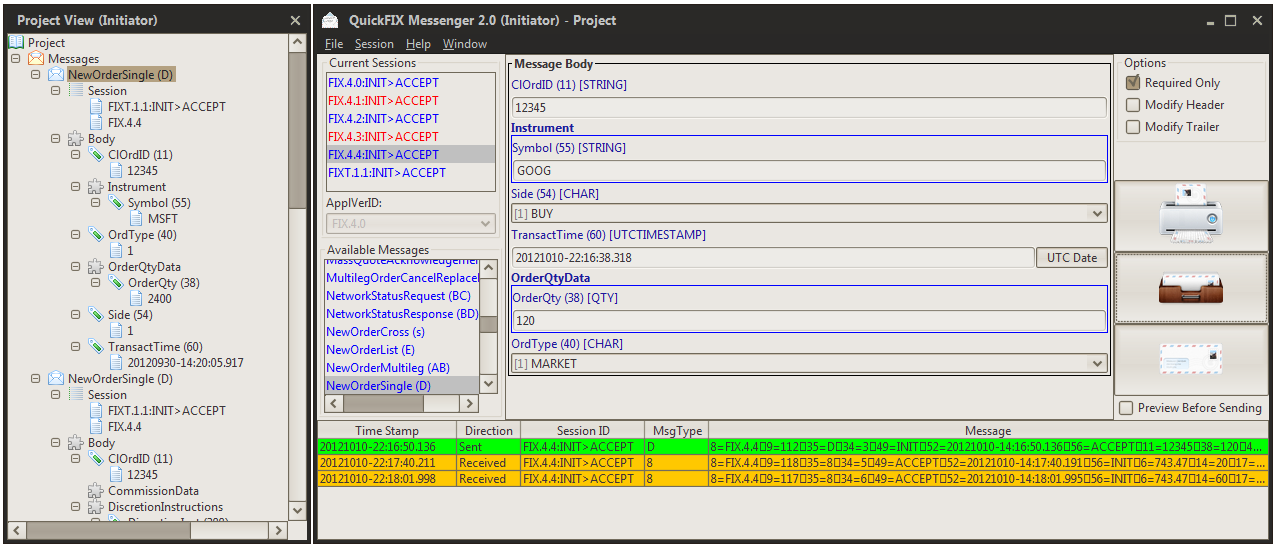 Project View (Initiator)
Project
Messages
NewOrderSingle (D)
Session
FIXT.1.1:INIT>ACCEPT
FIX.4.4
Body
ClOrdID (11)
12345
Instrument
Symbol (55)
MSFT
OrdType (40)
1
OrderQtyData
OrderQty (38)
2400
Side (54)
1
TransactTime (60)
20120930-14:20:05.917
NewOrderSingle (D)
Session
FIXT.1.1:INIT>ACCEPT
FIX.4.4
Body
ClOrdID (11)
12345
CommissionData
DiscretionInstructions
QuickFIX Messenger 2.0 (Initiator) - Project
File Session Help Window
Current Sessions
FIX.4.0:INIT>ACCEPT
FIX.4.1:INIT>ACCEPT
FIX.4.2:INIT>ACCEPT
FIX.4.3:INIT>ACCEPT
FIX.4.4:INIT>ACCEPT
FIXT.1.1:INIT>ACCEPT
ApplVerID:
FIX.4.0
Available Messages
MassQuoteAcknowledgemen
MultilegOrderCancelReplace
NetworkStatusRequest (BC)
NetworkStatusResponse (BD)
NewOrderCross (s)
NewOrderList (E)
NewOrderMultileg (AB)
NewOrderSingle (D)
Message Body
ClOrdID (11) [STRING]
12345
Instrument
Symbol (55) [STRING]
GOOG
Side (54) [CHAR]
[1] BUY
TransactTime (60) [UTCTIMESTAMP]
20121010-22:16:38.318 UTC Date
OrderQtyData
OrderQty (38) [QTY]
120
OrdType (40) [CHAR]
[1] MARKET
Options
Required Only
Modify Header
Modify Trailer
Preview Before Sending
Time Stamp Direction Session ID MsgType Message
20121010-22:16:50.136 Sent FIX.4.4:INIT>ACCEPT D 8=FIX.4.4□9=112□35=D□34=3□49=INIT□52=20121010-14:16:50.136□56=ACCEPT□11=12345□38=120□4...
20121010-22:17:40.211 Received FIX.4.4:INIT>ACCEPT 8 8=FIX.4.4□9=118□35=8□34=5□49=ACCEPT□52=20121010-14:17:40.191□56=INIT□6=743.47□14=20□17=...
20121010-22:18:01.998 Received FIX.4.4:INIT>ACCEPT 8 8=FIX.4.4□9=117□35=8□34=6□49=ACCEPT□52=20121010-14:18:01.995□56=INIT□6=743.47□14=60□17=...